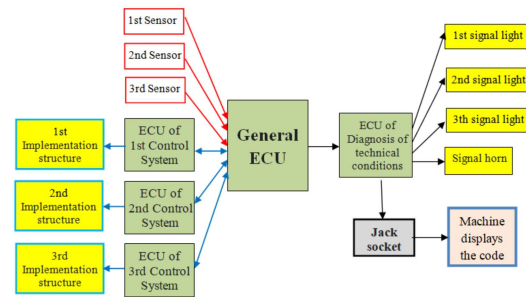 1st Sensor
2nd Sensor
3rd Sensor
1st
Implementation
structure
ECU of
1st Control
System
2nd
Implementation
structure
ECU of
2nd Control
System
3rd
Implementation
structure
ECU of
3rd Control
System
General
ECU
ECU of
Diagnosis of
technical
conditions
1st signal light
2nd signal light
3th signal light
Signal horn
Jack
socket
Machine
displays
the code